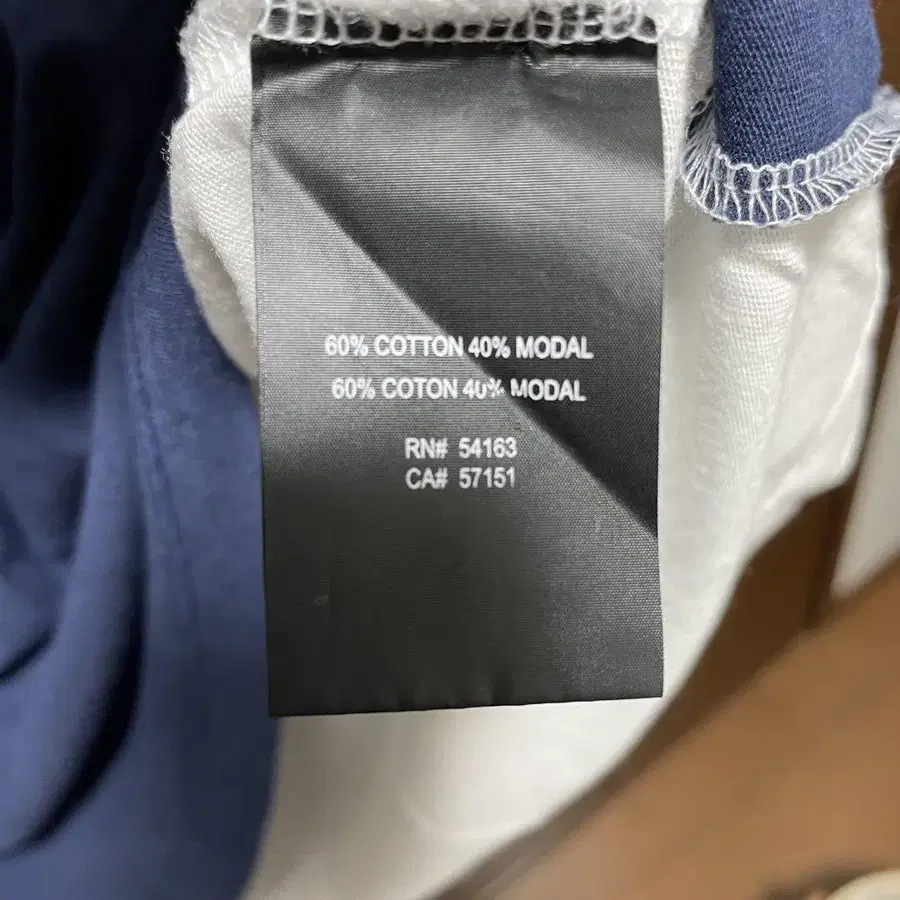 60% COTTON 40% MODAL
60% COTON 40% MODAL
RN# 54163
CA# 57151